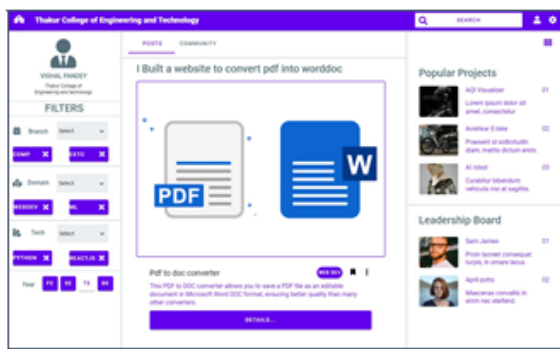 Thakur College of Engineering and Technology
SEARCH
VISHAL PANDEY
Thakur College of
Engineering and technology
FILTERS
Branch
Select
COMP X
EXTC
Domain
Select
WEBDEV X
ML X
Tech
Select
PYTHON X
REACTJS X
Year
FE
SE
TE
BE
POSTS
COMMUNITY
I Built a website to convert pdf into worddoc
PDF
W
Pdf to doc converter
WEB DEV
This PDF to DOC converter allows you to save a PDF file as an editable
document in Microsoft Word DOC format, ensuring better quality than many
other converters.
DETAILS...
Popular Projects
AQI Visualizer
01
Lorem ipsum dolor sit
amet, consectetur
Avishkar E bike
02
Praesent id sollicitudin
diam, mattis dictum enim.
AI robot
03
Curabitur bibendum
vehicula nisi at sagittis.
Leadership Board
Sam James
01
Proin laoreet consequat
turpis, in ornare lacus.
April potts
02
Maecenas convallis in
enim nec eleifend.